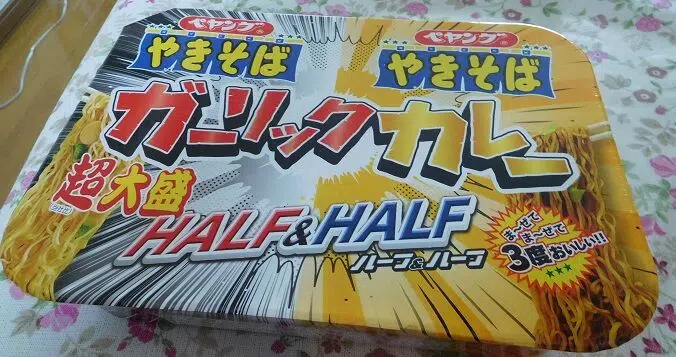 ペヤング
やきそば
ペヤング
やきそば
ガーリック
カレー
超大盛
HALF&HALF
ハーフ&ハーフ
ま～ぜて
ま～ぜて
3度おいしい!!